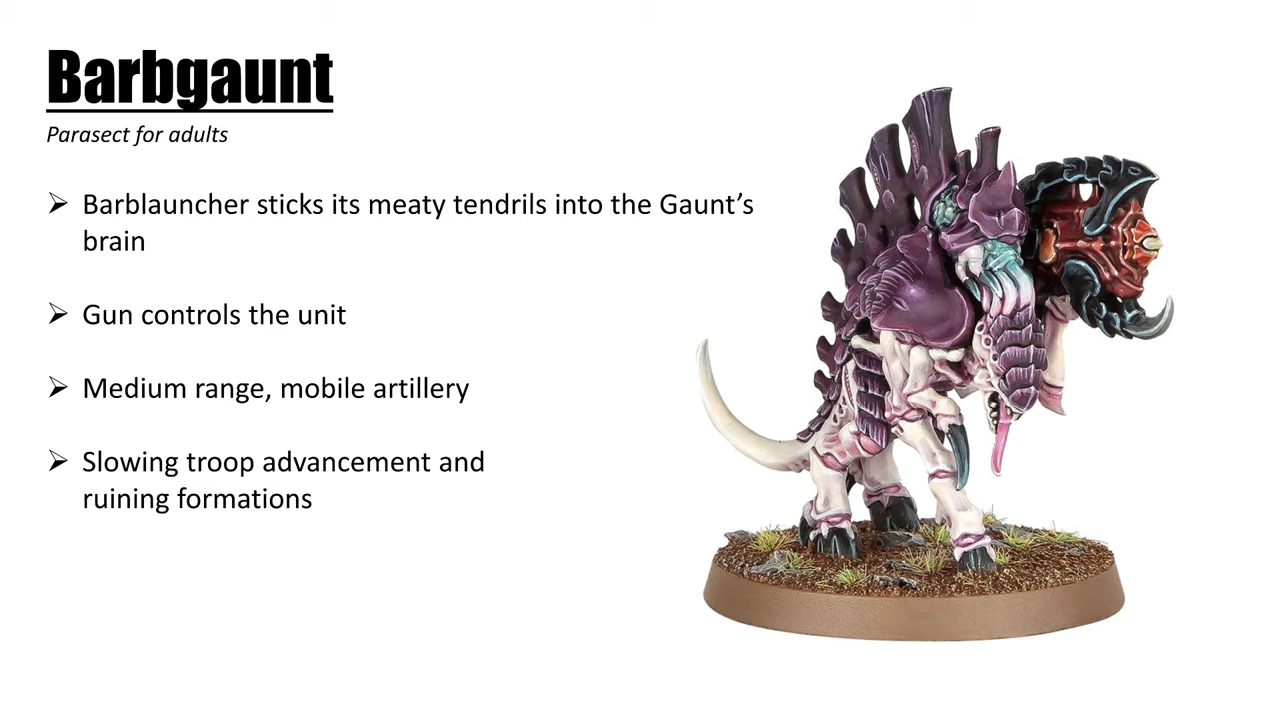 Barbgaunt
Parasect for adults
➢ Barblauncher sticks its meaty tendrils into the Gaunt’s
brain
➢ Gun controls the unit
➢ Medium range, mobile artillery
➢ Slowing troop advancement and
ruining formations